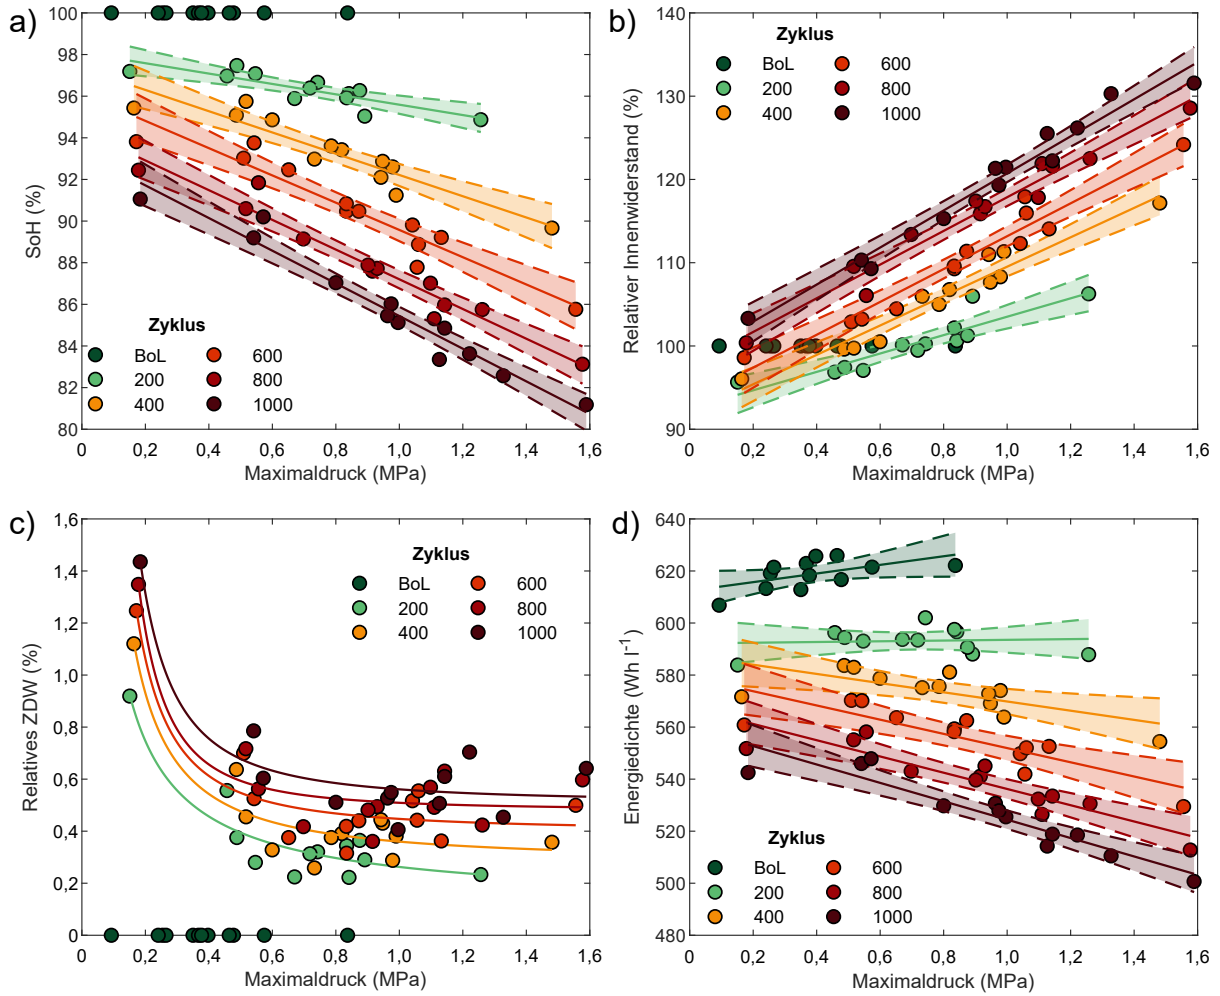 a)
100
98
96
94
92
90
88
86
84
82
80
SoH (%)
Zyklus
BoL 600
200 800
400 1000
0 0,2 0,4 0,6 0,8 1,0 1,2 1,4 1,6
Maximaldruck (MPa)
b)
140
130
120
110
100
90
Relativer Innenwiderstand (%)
Zyklus
BoL 600
200 800
400 1000
0,2 0,4 0,6 0,8 1,0 1,2 1,4 1,6
Maximaldruck (MPa)
c)
1,6
1,4
1,2
1,0
0,8
0,6
0,4
0,2
0
Relatives ZDW (%)
Zyklus
BoL 600
200 800
400 1000
0 0,2 0,4 0,6 0,8 1,0 1,2 1,4 1,6
Maximaldruck (MPa)
d)
640
620
600
580
560
540
520
500
480
Energiedichte (Wh l⁻¹)
Zyklus
BoL 600
200 800
400 1000
0,2 0,4 0,6 0,8 1,0 1,2 1,4 1,6
Maximaldruck (MPa)